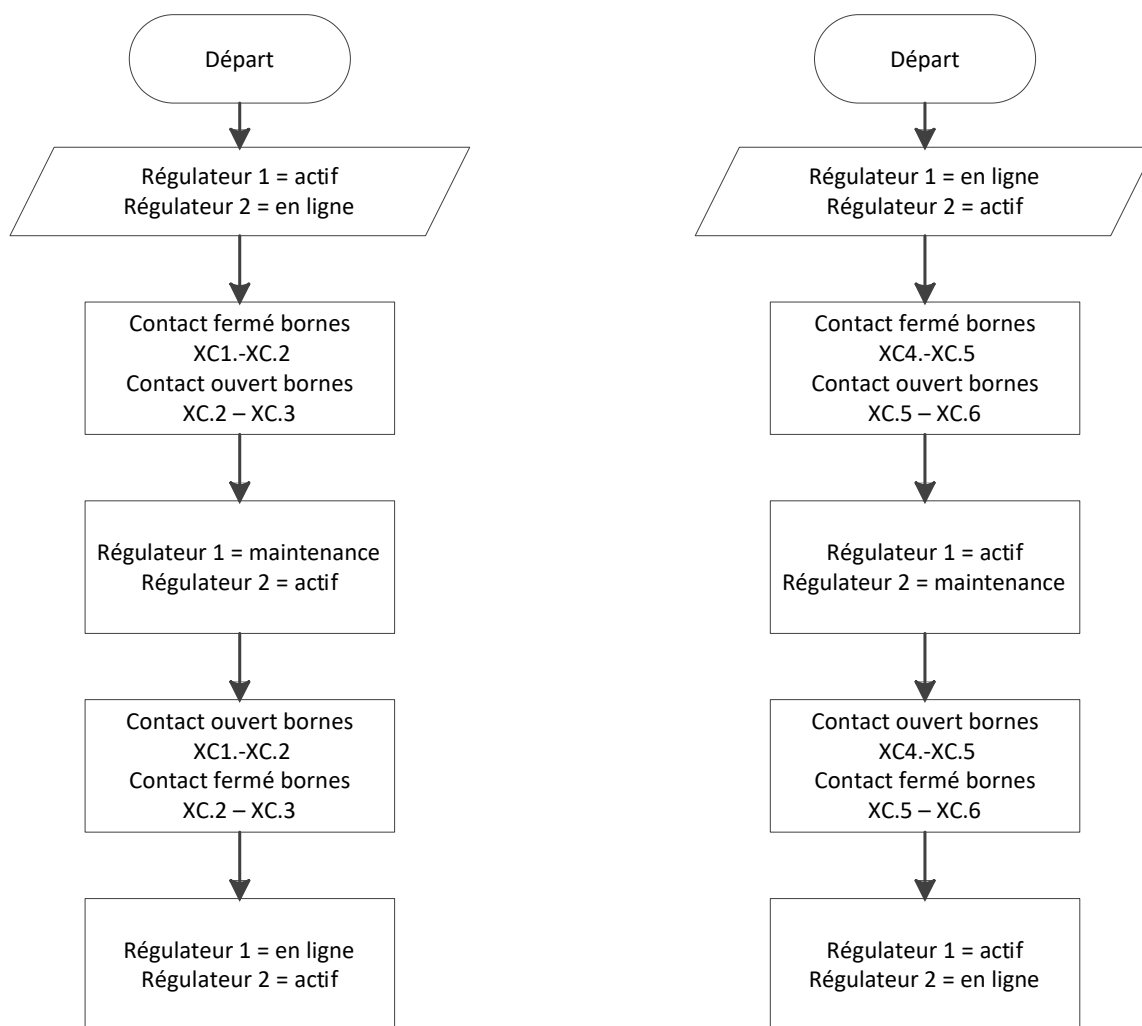 Départ
Régulateur 1 = actif
Régulateur 2 = en ligne
Contact fermé bornes
XC1.-XC.2
Contact ouvert bornes
XC.2 – XC.3
Régulateur 1 = maintenance
Régulateur 2 = actif
Contact ouvert bornes
XC1.-XC.2
Contact fermé bornes
XC.2 – XC.3
Régulateur 1 = en ligne
Régulateur 2 = actif
Départ
Régulateur 1 = en ligne
Régulateur 2 = actif
Contact fermé bornes
XC4.-XC.5
Contact ouvert bornes
XC.5 – XC.6
Régulateur 1 = actif
Régulateur 2 = maintenance
Contact ouvert bornes
XC4.-XC.5
Contact fermé bornes
XC.5 – XC.6
Régulateur 1 = actif
Régulateur 2 = en ligne